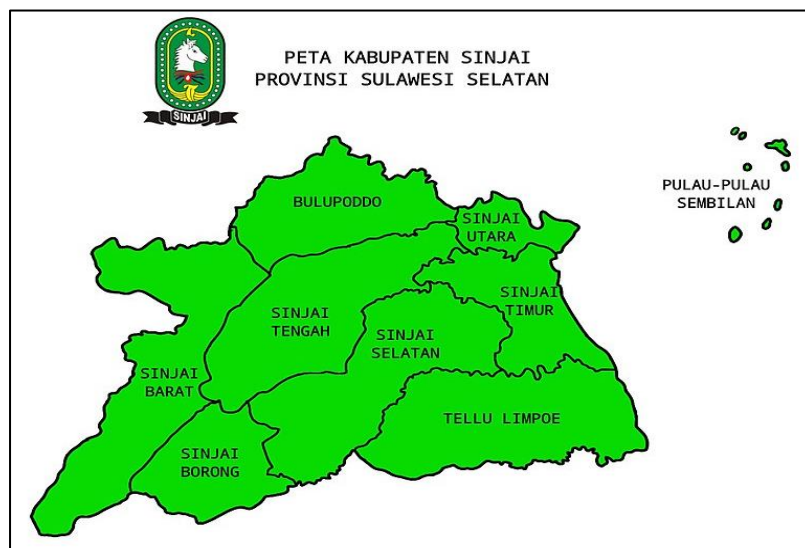 PETA KABUPATEN SINJAI
PROVINSI SULAWESI SELATAN
SINJAI
PULAU-PULAU
SEMBILAN
BULUPODDO
SINJAI
UTARA
SINJAI
TIMUR
SINJAI
TENGAH
SINJAI
SELATAN
SINJAI
BARAT
TELLU LIMPOE
SINJAI
BORONG